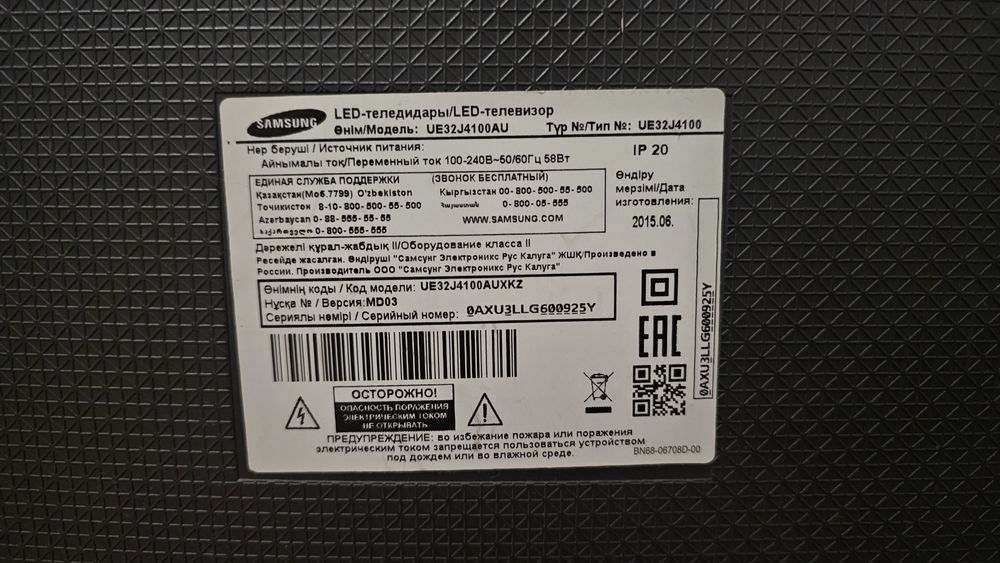 SAMSUNG
LED-теледидары/LED-телевизор
Өнім/Модель: UE32J4100AU Түр №/Тип №: UE32J4100
Нәр беруші / Источник питания:
Айнымалы тоқ/Переменный ток 100-240В~50/60Гц 58Вт
IP 20
ЕДИНАЯ СЛУЖБА ПОДДЕРЖКИ (ЗВОНОК БЕСПЛАТНЫЙ)
Қазақстан(Моб.7799) O'zbekiston Кыргызстан 00-800-500-55-500
Тоҷикистон 8-10-800-500-55-500 Հայաստան 0-800-05-555
Azərbaycan 0-88-555-55-55 WWW.SAMSUNG.COM
საქართველო 0-800-555-555
Өндіру
мерзімі/Дата
изготовления:
2015.06.
Дәрежелі құрал-жабдық II/Оборудование класса II
Ресейде жасалған. Өндіруші "Самсунг Электроникс Рус Калуга" ЖШҚ/Произведено в
России. Производитель ООО "Самсунг Электроникс Рус Калуга"
Өнімнің коды / Код модели: UE32J4100AUXKZ
Нұсқа № / Версия:MD03
Сериялы немірі / Серийный номер: 0AXU3LLG600925Y
0AXU3LLG600925Y
EAC
ОСТОРОЖНО!
ОПАСНОСТЬ ПОРАЖЕНИЯ
ЭЛЕКТРИЧЕСКИМ ТОКОМ
НЕ ОТКРЫВАТЬ
ПРЕДУПРЕЖДЕНИЕ: во избежание пожара или поражения
электрическим током запрещается пользоваться устройством
под дождем или во влажной среде.
BN68-06708D-00